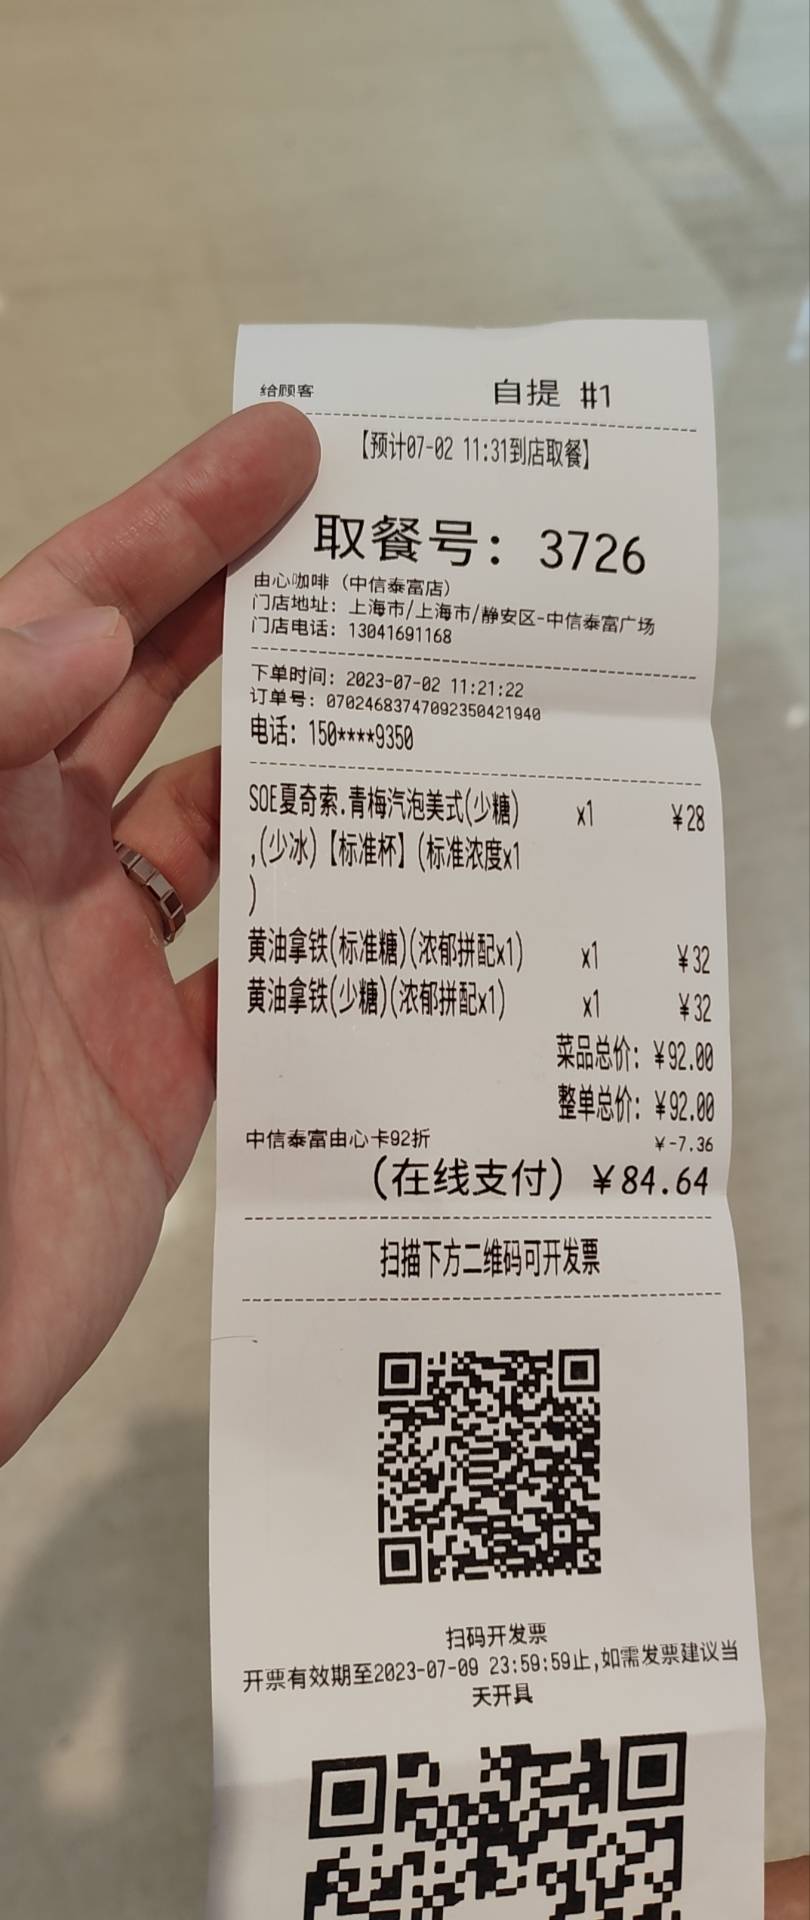 给顾客 自提 #1
【预计07-02 11:31到店取餐】
取餐号: 3726
由心咖啡 (中信泰富店)
门店地址: 上海市/上海市/静安区-中信泰富广场
门店电话: 13041691168
下单时间: 2023-07-02 11:21:22
订单号: 07024683747092350421940
电话: 150****9350
SOE夏奇索.青梅汽泡美式(少糖) x1 ¥28
,(少冰)【标准杯】(标准浓度x1
)
黄油拿铁(标准糖)(浓郁拼配x1) x1 ¥32
黄油拿铁(少糖)(浓郁拼配x1) x1 ¥32
菜品总价: ¥92.00
整单总价: ¥92.00
中信泰富由心卡92折 ¥-7.36
(在线支付) ¥84.64
扫描下方二维码可开发票
扫码开发票
开票有效期至2023-07-09 23:59:59止,如需发票建议当
天开具